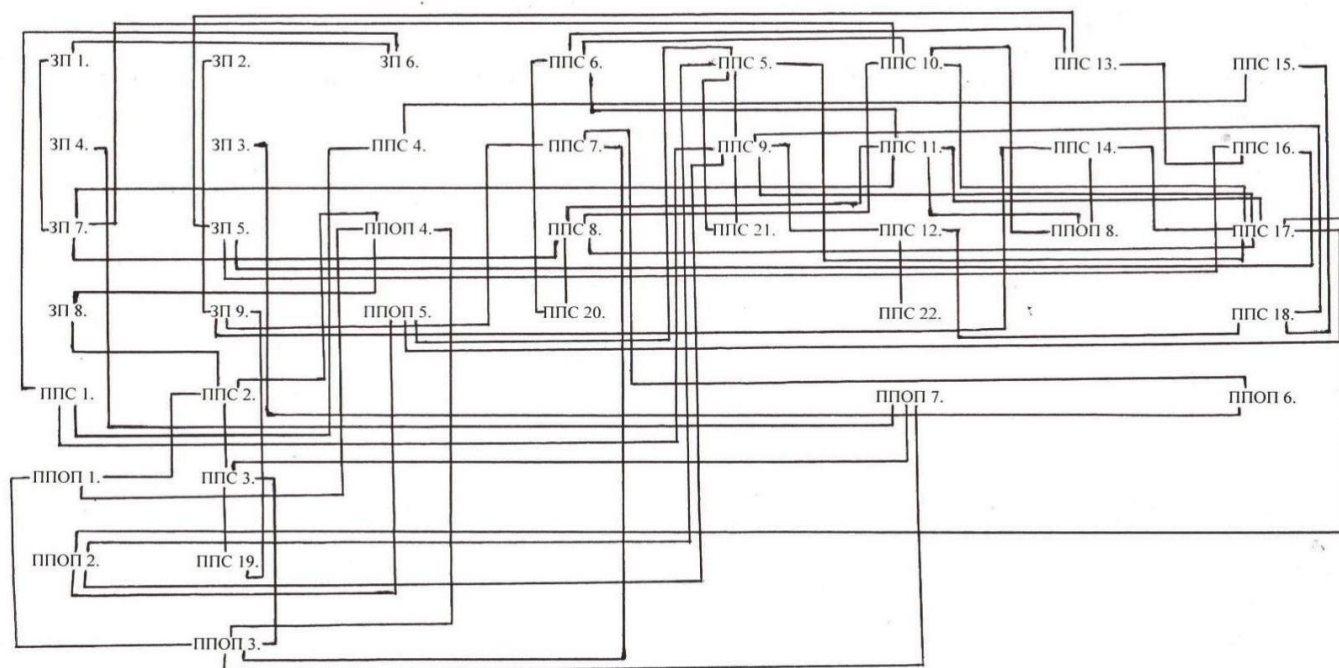 ЗП 1. ЗП 2. ЗП 6. ППС 6. ППС 5. ППС 10. ППС 13. ППС 15.
ЗП 4. ЗП 3. ППС 4. ППС 7. ППС 9. ППС 11. ППС 14. ППС 16.
ЗП 7. ЗП 5. ППОП 4. ППС 8. ППС 21. ППС 12. ППОП 8. ППС 17.
ЗП 8. ЗП 9. ППОП 5. ППС 20. ППС 22. ППС 18.
ППС 1. ППС 2. ППОП 7. ППОП 6.
ППОП 1. ППС 3.
ППОП 2. ППС 19.
ППОП 3.